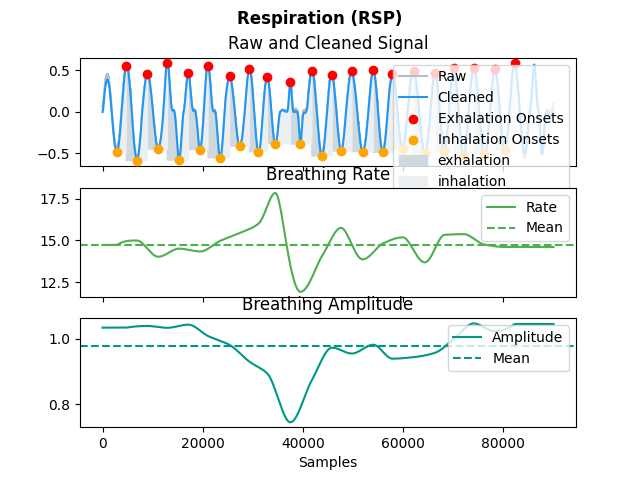 Respiration (RSP)
Raw and Cleaned Signal
0.5
0.0
−0.5
Raw
Cleaned
Exhalation Onsets
Inhalation Onsets
exhalation
inhalation
Breathing Rate
17.5
15.0
12.5
Rate
Mean
Breathing Amplitude
1.0
0.8
Amplitude
Mean
0 20000 40000 60000 80000
Samples